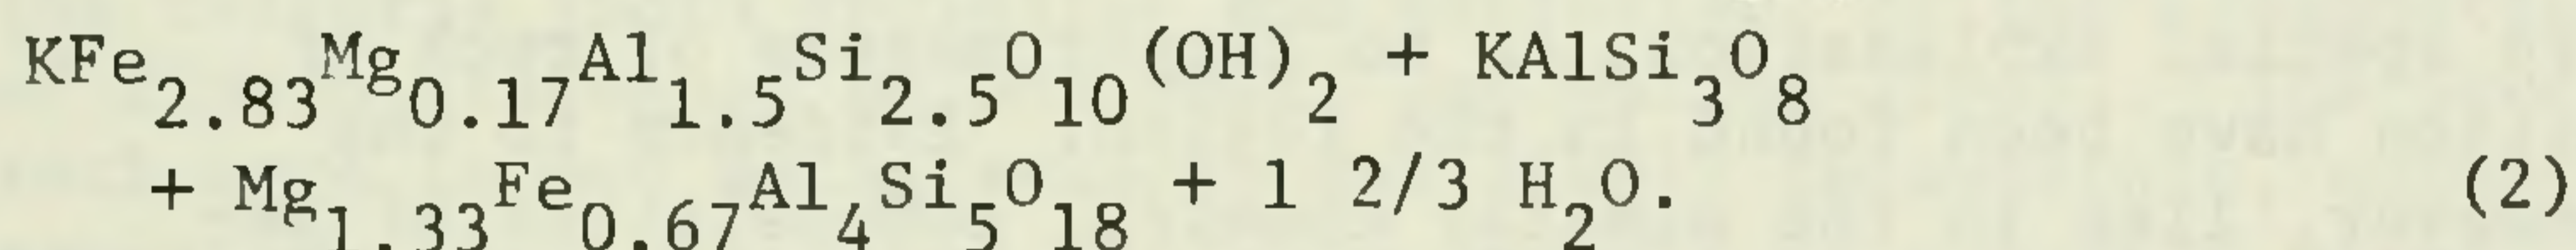 KFe₂.₈₃Mg₀.₁₇Al₁.₅Si₂.₅O₁₀(OH)₂ + KAlSi₃O₈
+ Mg₁.₃₃Fe₀.₆₇Al₄Si₅O₁₈ + 1 2/3 H₂O. (2)